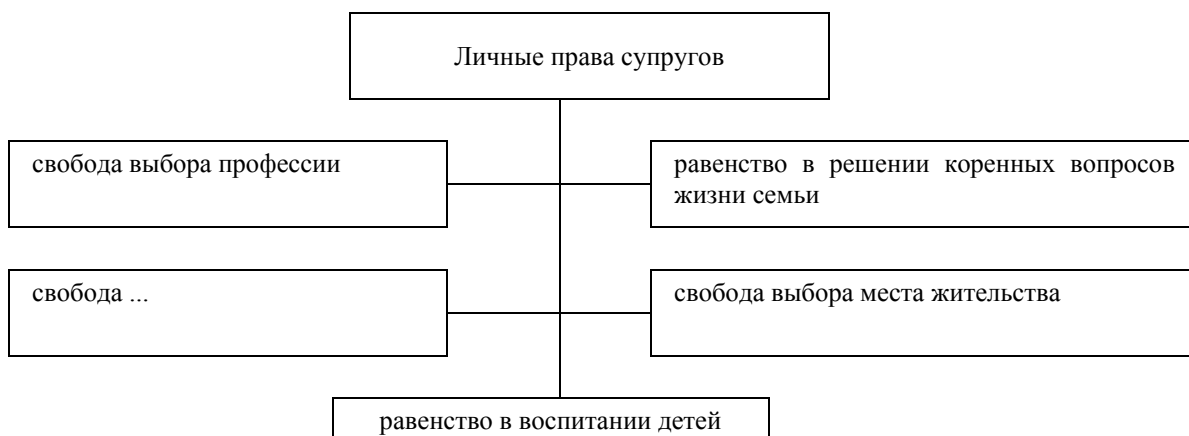 Личные права супругов
свобода выбора профессии
равенство в решении коренных вопросов
жизни семьи
свобода ...
свобода выбора места жительства
равенство в воспитании детей